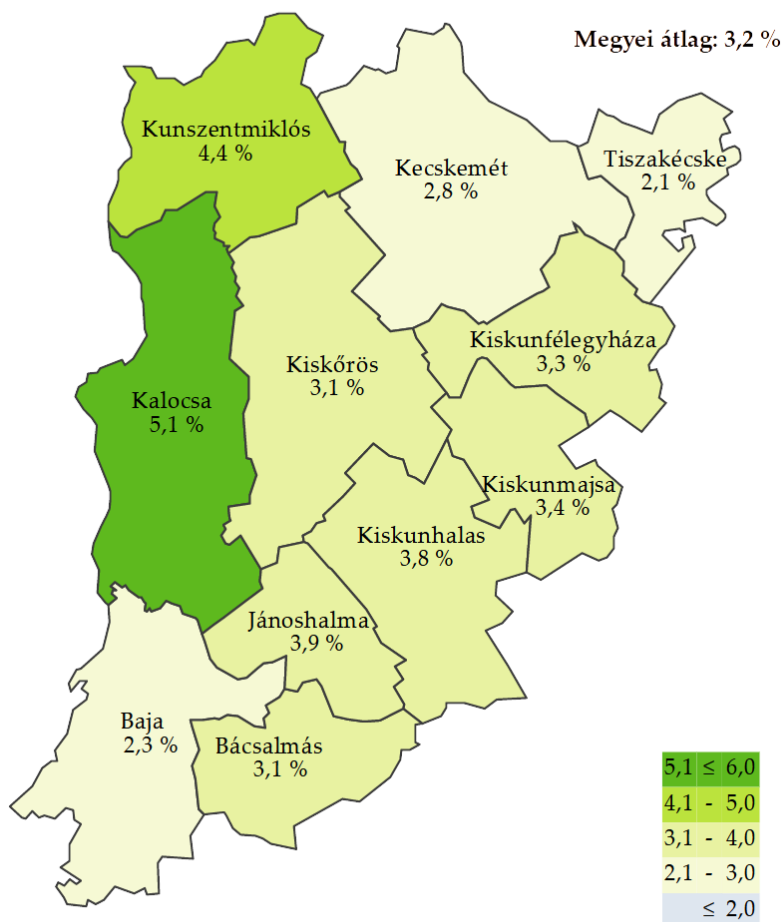 Megyei átlag: 3,2 %
Kunszentmiklós
4,4 %
Kecskemét
2,8 %
Tiszakécske
2,1 %
Kiskunfélegyháza
3,3 %
Kiskőrös
3,1 %
Kalocsa
5,1 %
Kiskunmajsa
3,4 %
Kiskunhalas
3,8 %
Jánoshalma
3,9 %
Baja
2,3 %
Bácsalmás
3,1 %
5,1 ≤ 6,0
4,1 - 5,0
3,1 - 4,0
2,1 - 3,0
≤ 2,0